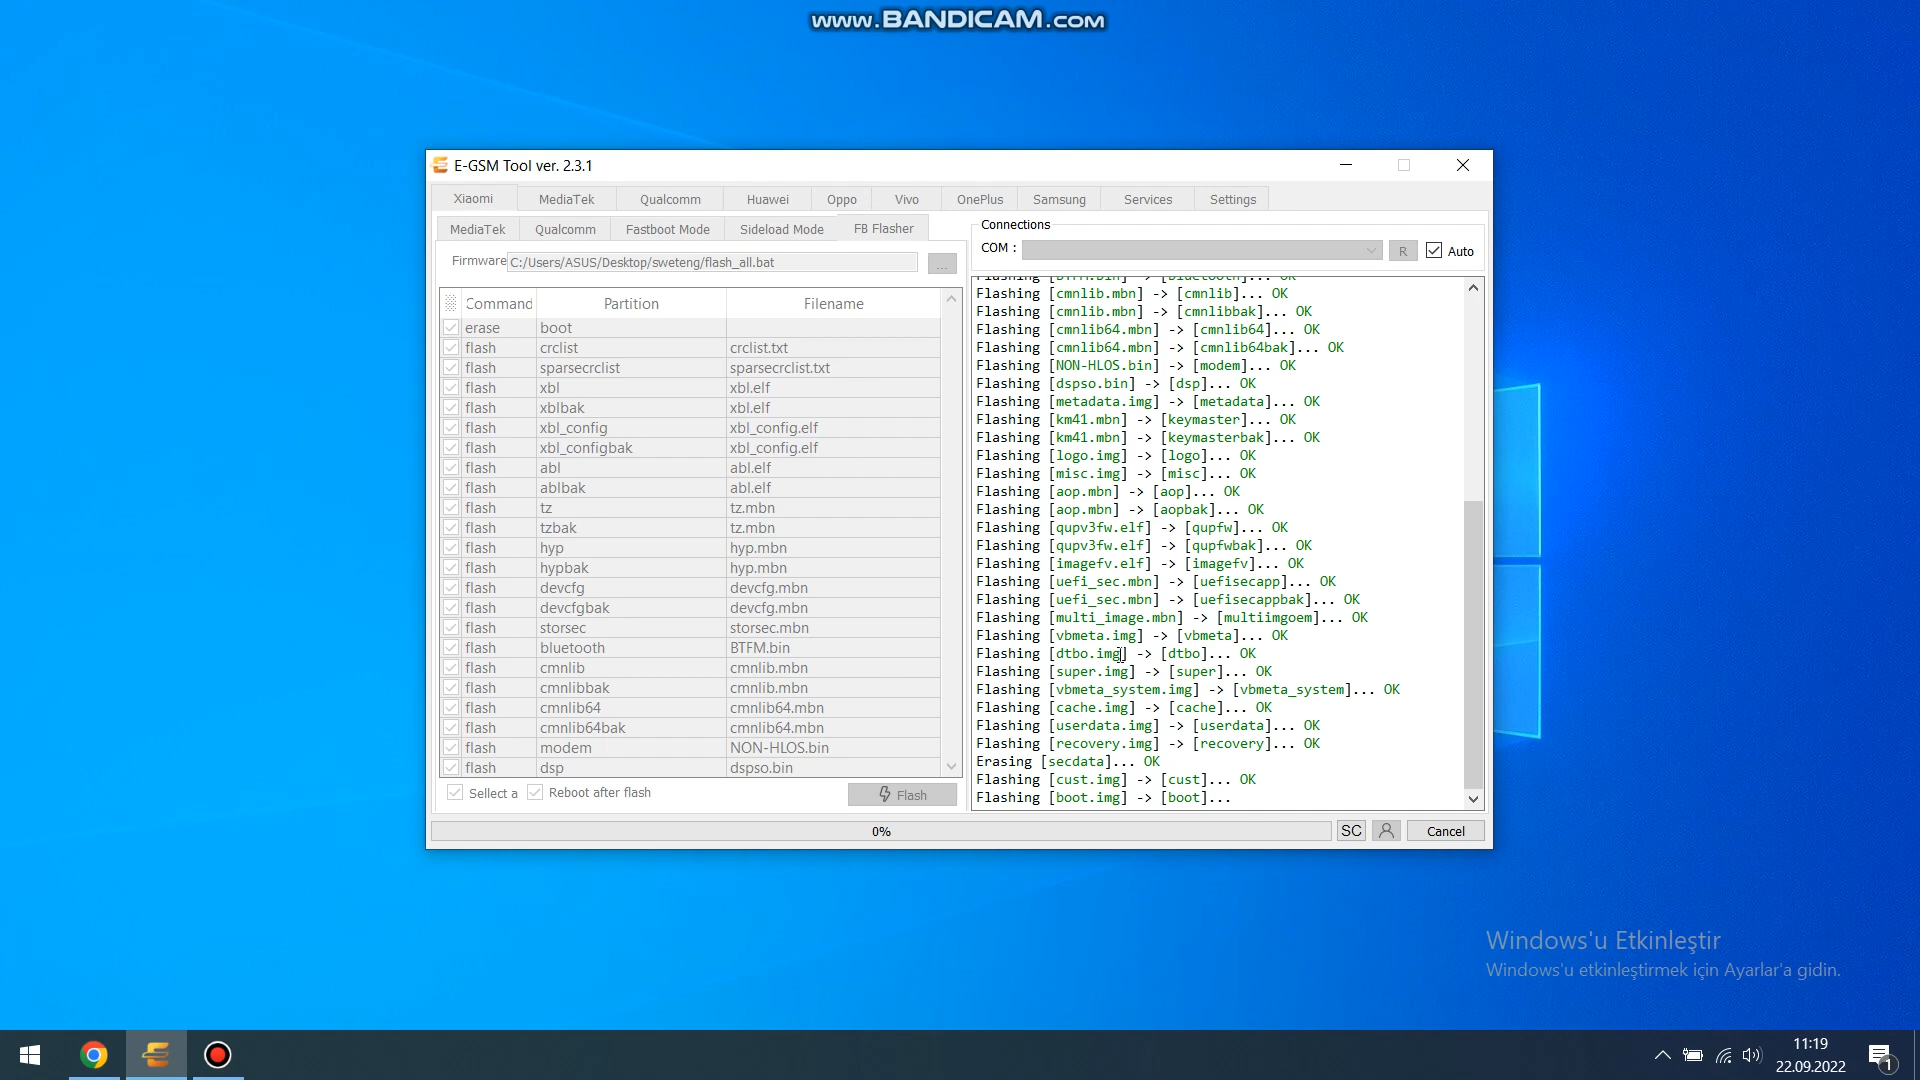 www.BANDICAM.com
E-GSM Tool ver. 2.3.1
Xiaomi MediaTek Qualcomm Huawei Oppo Vivo OnePlus Samsung Services Settings
MediaTek Qualcomm Fastboot Mode Sideload Mode FB Flasher
Firmware C:/Users/ASUS/Desktop/sweteng/flash_all.bat ...
Command Partition Filename
erase boot
flash crclist crclist.txt
flash sparsecrclist sparsecrclist.txt
flash xbl xbl.elf
flash xblbak xbl.elf
flash xbl_config xbl_config.elf
flash xbl_configbak xbl_config.elf
flash abl abl.elf
flash ablbak abl.elf
flash tz tz.mbn
flash tzbak tz.mbn
flash hyp hyp.mbn
flash hypbak hyp.mbn
flash devcfg devcfg.mbn
flash devcfgbak devcfg.mbn
flash storsec storsec.mbn
flash bluetooth BTFM.bin
flash cmnlib cmnlib.mbn
flash cmnlibbak cmnlib.mbn
flash cmnlib64 cmnlib64.mbn
flash cmnlib64bak cmnlib64.mbn
flash modem NON-HLOS.bin
flash dsp dspso.bin
Sellect a Reboot after flash Flash
Connections
COM : R Auto
Flashing [BTFM.bin] -> [bluetooth]... OK
Flashing [cmnlib.mbn] -> [cmnlib]... OK
Flashing [cmnlib.mbn] -> [cmnlibbak]... OK
Flashing [cmnlib64.mbn] -> [cmnlib64]... OK
Flashing [cmnlib64.mbn] -> [cmnlib64bak]... OK
Flashing [NON-HLOS.bin] -> [modem]... OK
Flashing [dspso.bin] -> [dsp]... OK
Flashing [metadata.img] -> [metadata]... OK
Flashing [km41.mbn] -> [keymaster]... OK
Flashing [km41.mbn] -> [keymasterbak]... OK
Flashing [logo.img] -> [logo]... OK
Flashing [misc.img] -> [misc]... OK
Flashing [aop.mbn] -> [aop]... OK
Flashing [aop.mbn] -> [aopbak]... OK
Flashing [qupv3fw.elf] -> [qupfw]... OK
Flashing [qupv3fw.elf] -> [qupfwbak]... OK
Flashing [imagefv.elf] -> [imagefv]... OK
Flashing [uefi_sec.mbn] -> [uefisecapp]... OK
Flashing [uefi_sec.mbn] -> [uefisecappbak]... OK
Flashing [multi_image.mbn] -> [multiimgoem]... OK
Flashing [vbmeta.img] -> [vbmeta]... OK
Flashing [dtbo.img] -> [dtbo]... OK
Flashing [super.img] -> [super]... OK
Flashing [vbmeta_system.img] -> [vbmeta_system]... OK
Flashing [cache.img] -> [cache]... OK
Flashing [userdata.img] -> [userdata]... OK
Flashing [recovery.img] -> [recovery]... OK
Erasing [secdata]... OK
Flashing [cust.img] -> [cust]... OK
Flashing [boot.img] -> [boot]...
0% SC Cancel
Windows'u Etkinleştir
Windows'u etkinleştirmek için Ayarlar'a gidin.
11:19
22.09.2022
1